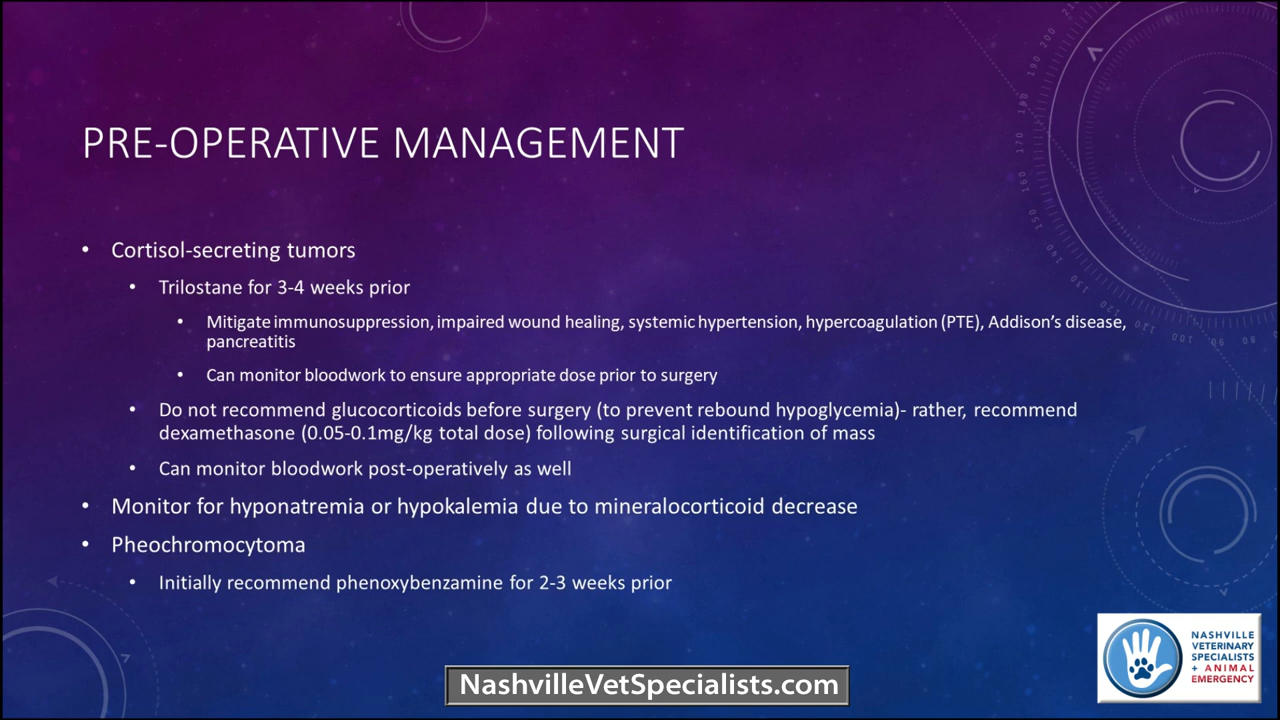 PRE-OPERATIVE MANAGEMENT
• Cortisol-secreting tumors
• Trilostane for 3-4 weeks prior
• Mitigate immunosuppression, impaired wound healing, systemic hypertension, hypercoagulation (PTE), Addison's disease,
pancreatitis
• Can monitor bloodwork to ensure appropriate dose prior to surgery
• Do not recommend glucocorticoids before surgery (to prevent rebound hypoglycemia)- rather, recommend
dexamethasone (0.05-0.1mg/kg total dose) following surgical identification of mass
• Can monitor bloodwork post-operatively as well
• Monitor for hyponatremia or hypokalemia due to mineralocorticoid decrease
• Pheochromocytoma
• Initially recommend phenoxybenzamine for 2-3 weeks prior
NASHVILLE
VETERINARY
SPECIALISTS
+ ANIMAL
EMERGENCY
NashvilleVetSpecialists.com